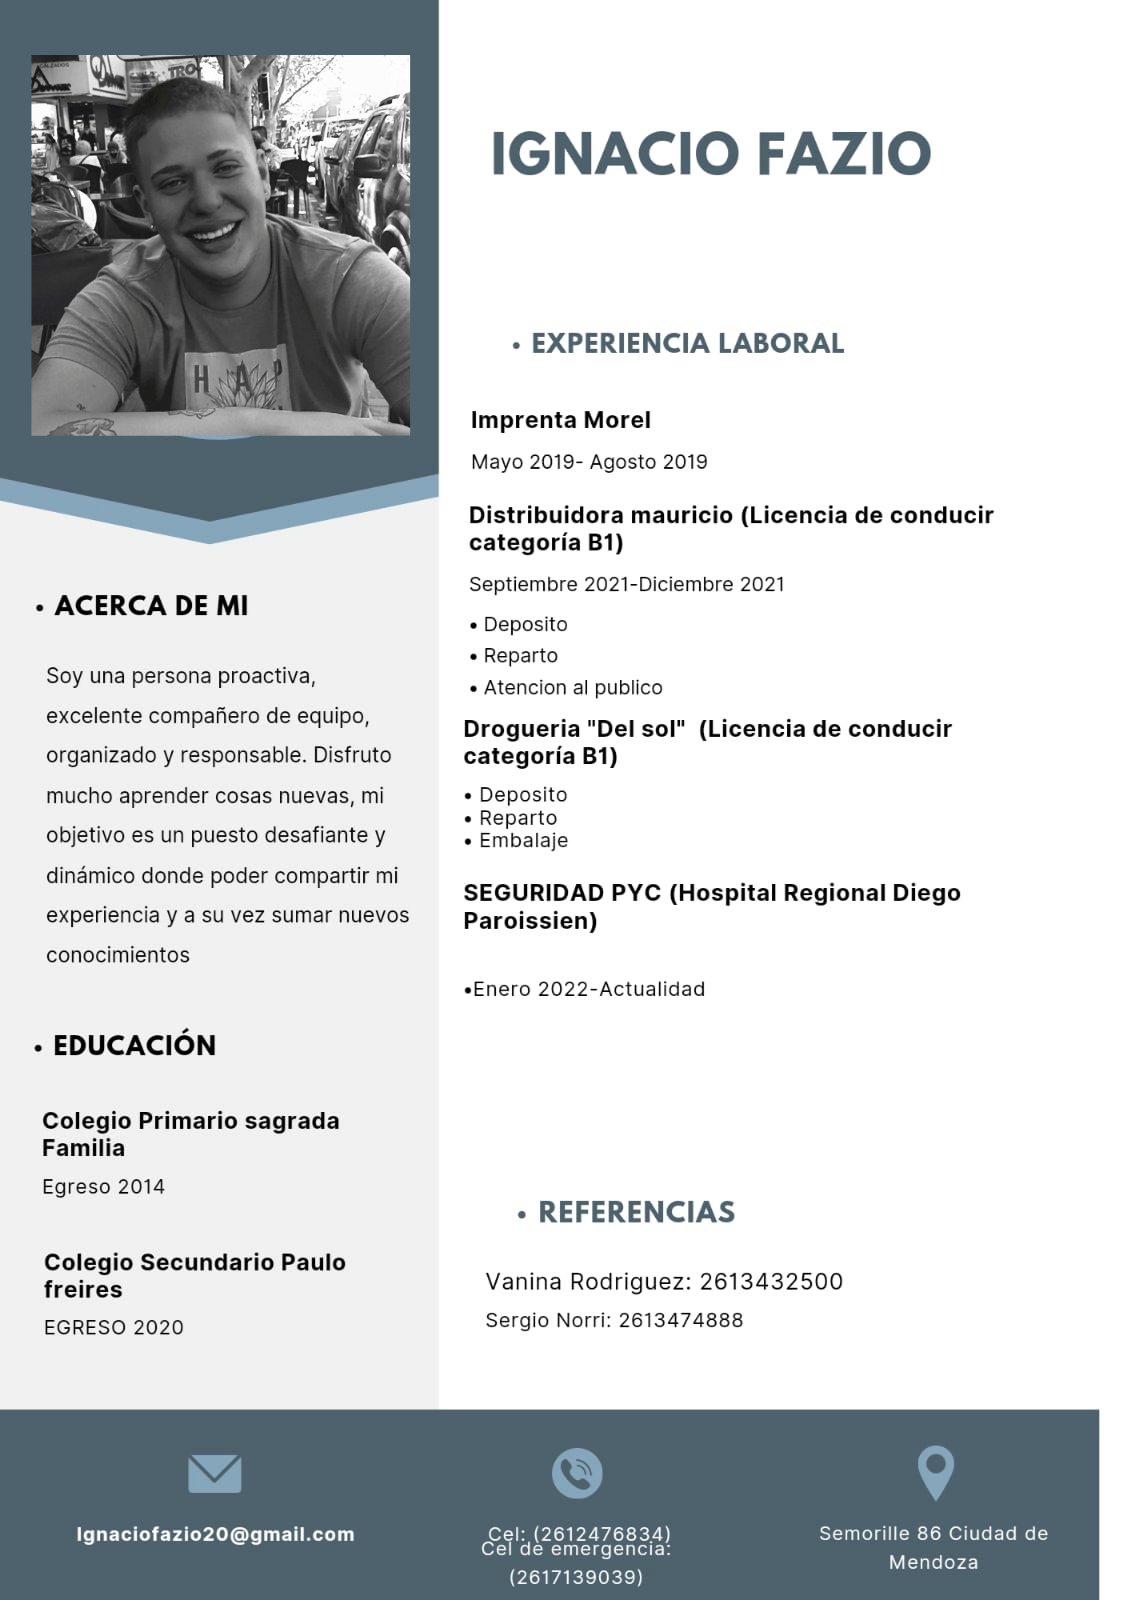 IGNACIO FAZIO
• EXPERIENCIA LABORAL
Imprenta Morel
Mayo 2019- Agosto 2019
Distribuidora mauricio (Licencia de conducir
categoría B1)
Septiembre 2021-Diciembre 2021
• Deposito
• Reparto
• Atencion al publico
Drogueria "Del sol"  (Licencia de conducir
categoría B1)
• Deposito
• Reparto
• Embalaje
SEGURIDAD PYC (Hospital Regional Diego
Paroissien)
•Enero 2022-Actualidad
• REFERENCIAS
Vanina Rodriguez: 2613432500
Sergio Norri: 2613474888
• ACERCA DE MI
Soy una persona proactiva,
excelente compañero de equipo,
organizado y responsable. Disfruto
mucho aprender cosas nuevas, mi
objetivo es un puesto desafiante y
dinámico donde poder compartir mi
experiencia y a su vez sumar nuevos
conocimientos
• EDUCACIÓN
Colegio Primario sagrada
Familia
Egreso 2014
Colegio Secundario Paulo
freires
EGRESO 2020
Ignaciofazio20@gmail.com
Cel: (2612476834)
Cel de emergencia:
(2617139039)
Semorille 86 Ciudad de
Mendoza
CALZADOS
TRO
HAP